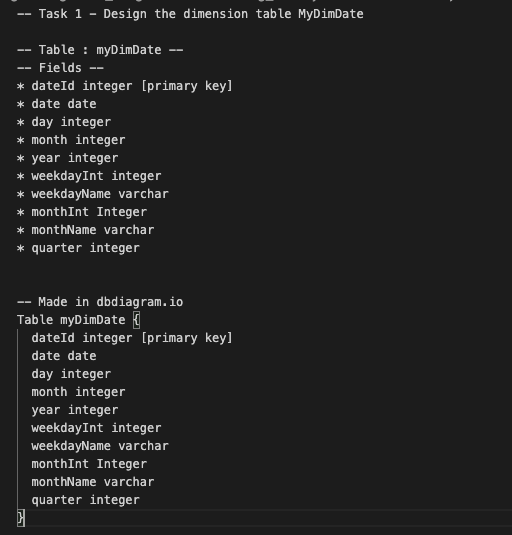 -- Task 1 - Design the dimension table MyDimDate
-- Table : myDimDate --
-- Fields --
* dateId integer [primary key]
* date date
* day integer
* month integer
* year integer
* weekdayInt integer
* weekdayName varchar
* monthInt Integer
* monthName varchar
* quarter integer
-- Made in dbdiagram.io
Table myDimDate {
dateId integer [primary key]
date date
day integer
month integer
year integer
weekdayInt integer
weekdayName varchar
monthInt Integer
monthName varchar
quarter integer
}